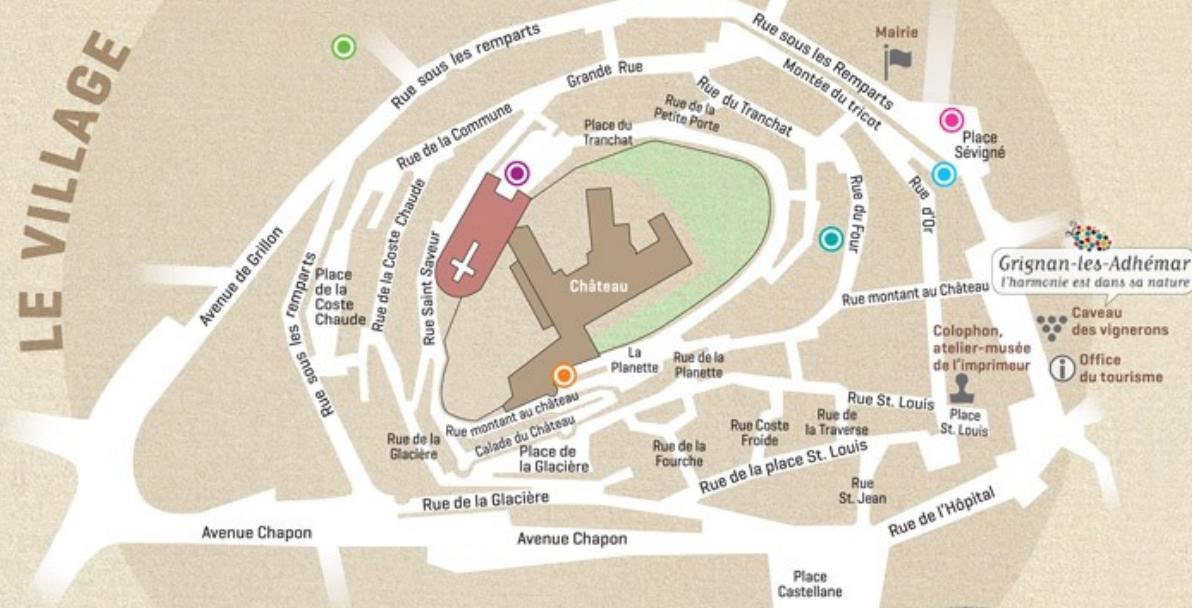 LE VILLAGE
Rue sous les remparts
Rue sous les Remparts
Mairie
Grande Rue
Montée du tricot
Rue du Tranchat
Rue de la
Petite Porte
Place du
Tranchat
Rue de la Commune
Place
Sévigné
Rue de la Coste Chaude
Rue Saint Saveur
Rue du Four
Rue d'Or
Avenue de Grillon
Rue sous les remparts
Place
de la
Coste
Chaude
Château
Grignan-les-Adhémar
l'harmonie est dans sa nature
Rue montant au Château
Caveau
des vignerons
Colophon,
atelier-musée
de l'imprimeur
Office
du tourisme
La
Planette
Rue de la
Planette
Rue montant au château
Calade du Château
Rue St. Louis
Place
St. Louis
Rue de
la Traverse
Rue Coste
Froide
Rue de la
Glacière
Place de
la Glacière
Rue de la
Fourche
Rue de la place St. Louis
Rue
St. Jean
Rue de la Glacière
Rue de l'Hôpital
Avenue Chapon
Avenue Chapon
Place
Castellane